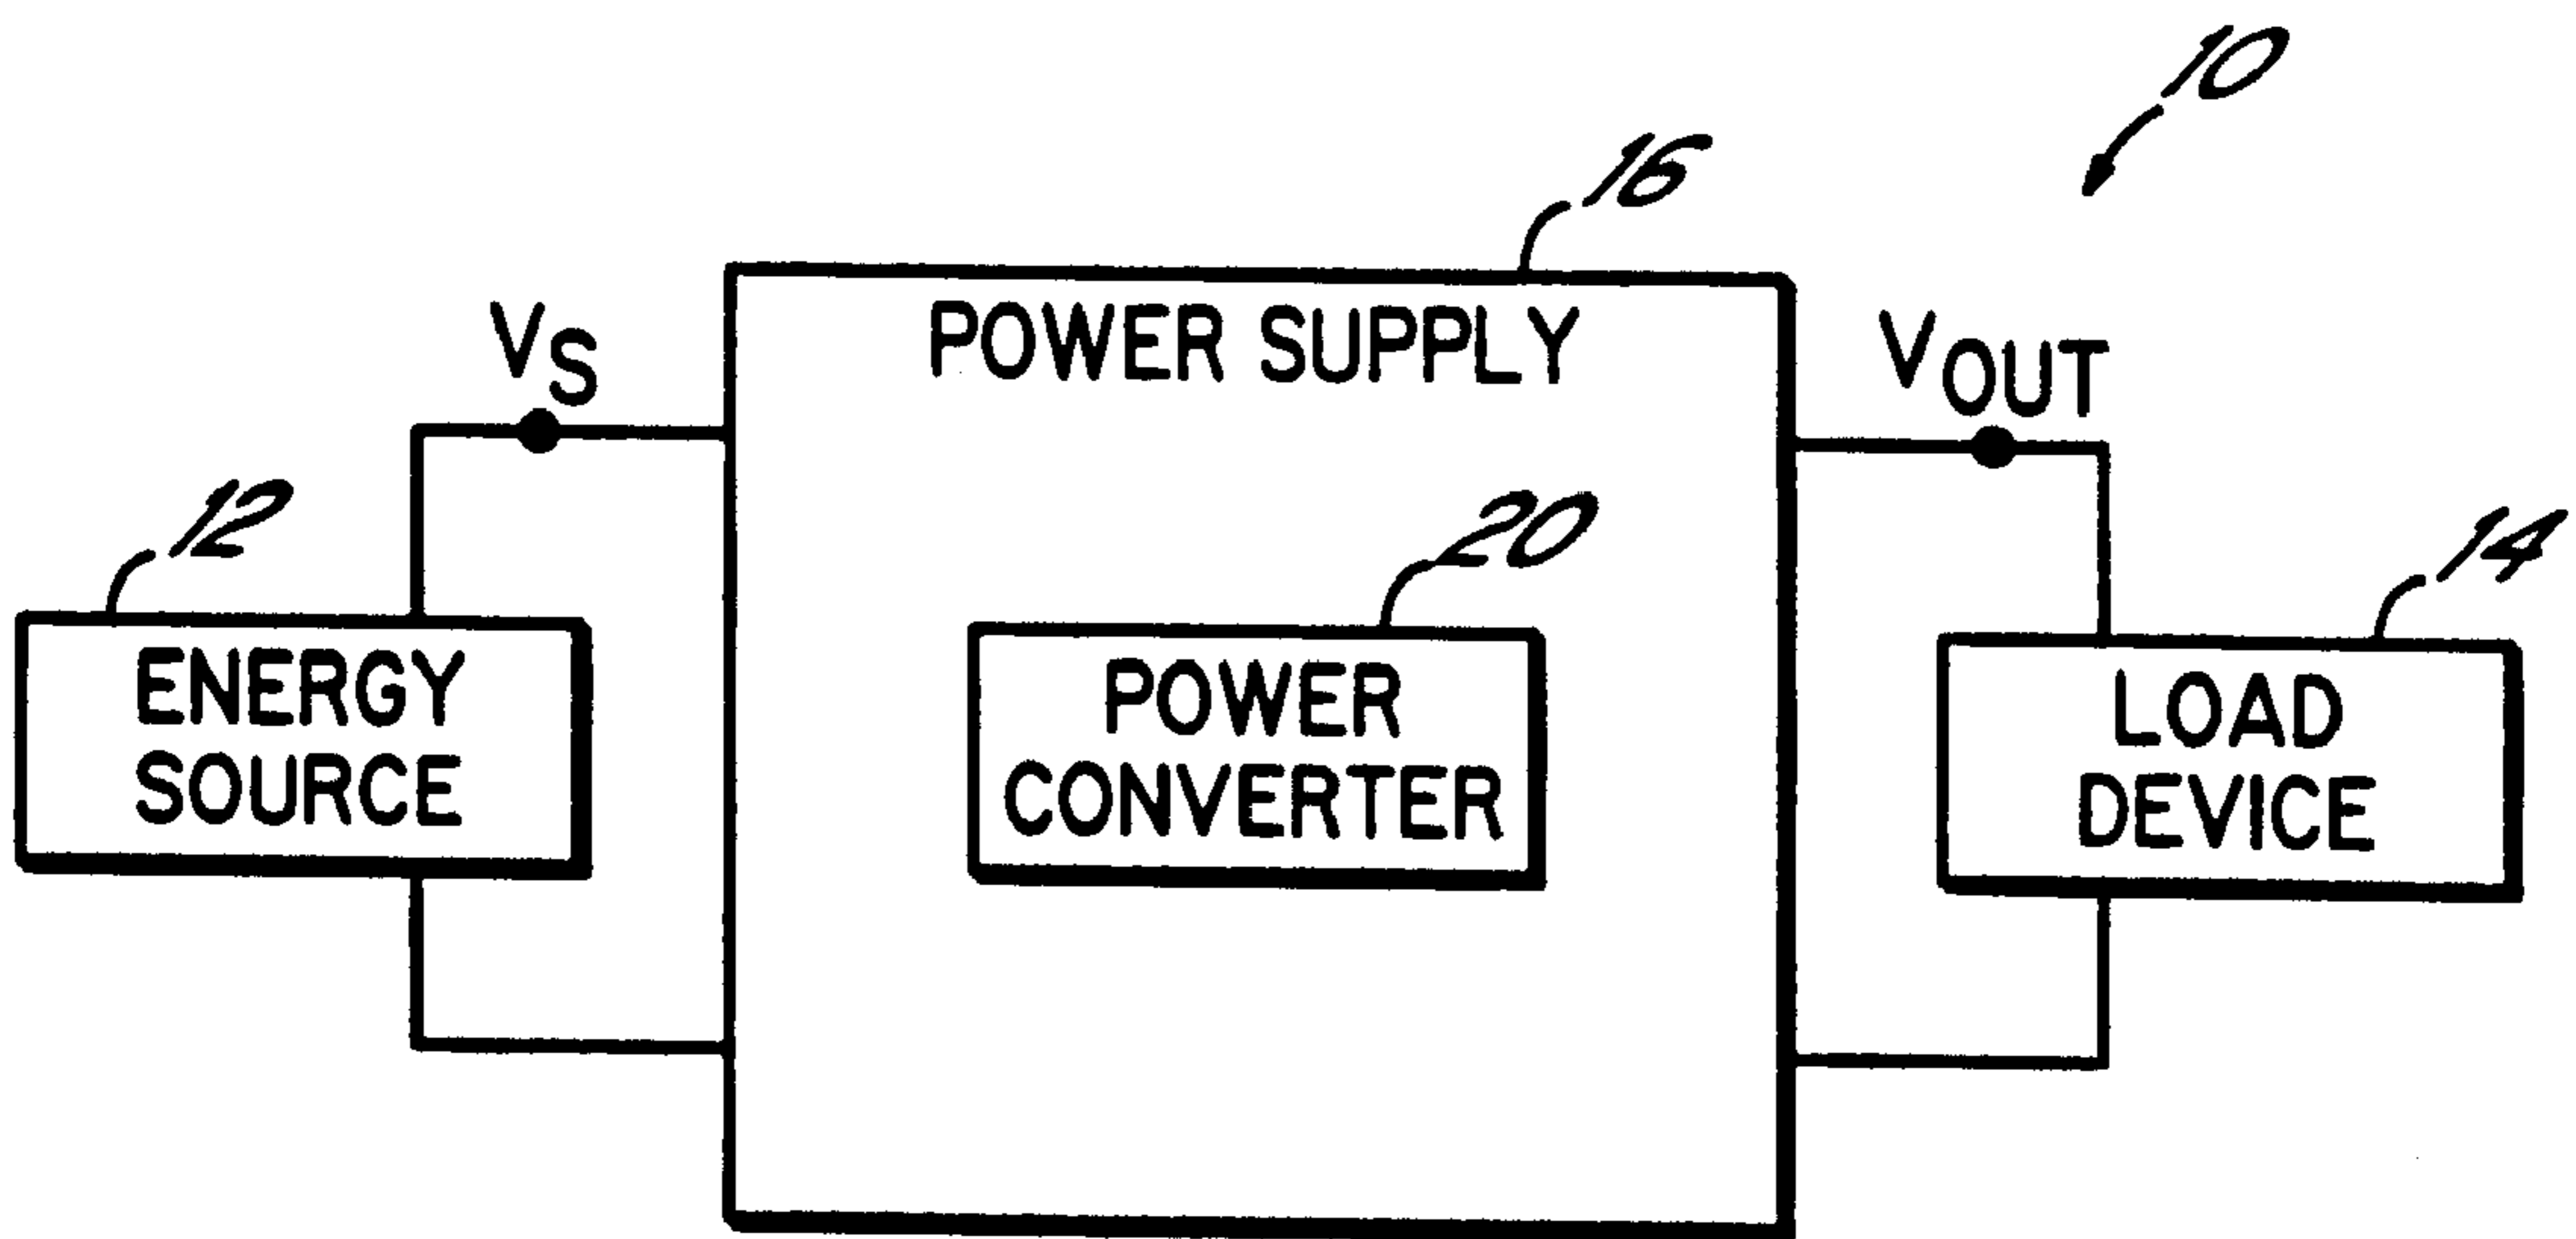 10
16
POWER SUPPLY
VS
VOUT
12
20
14
ENERGY
SOURCE
POWER
CONVERTER
LOAD
DEVICE